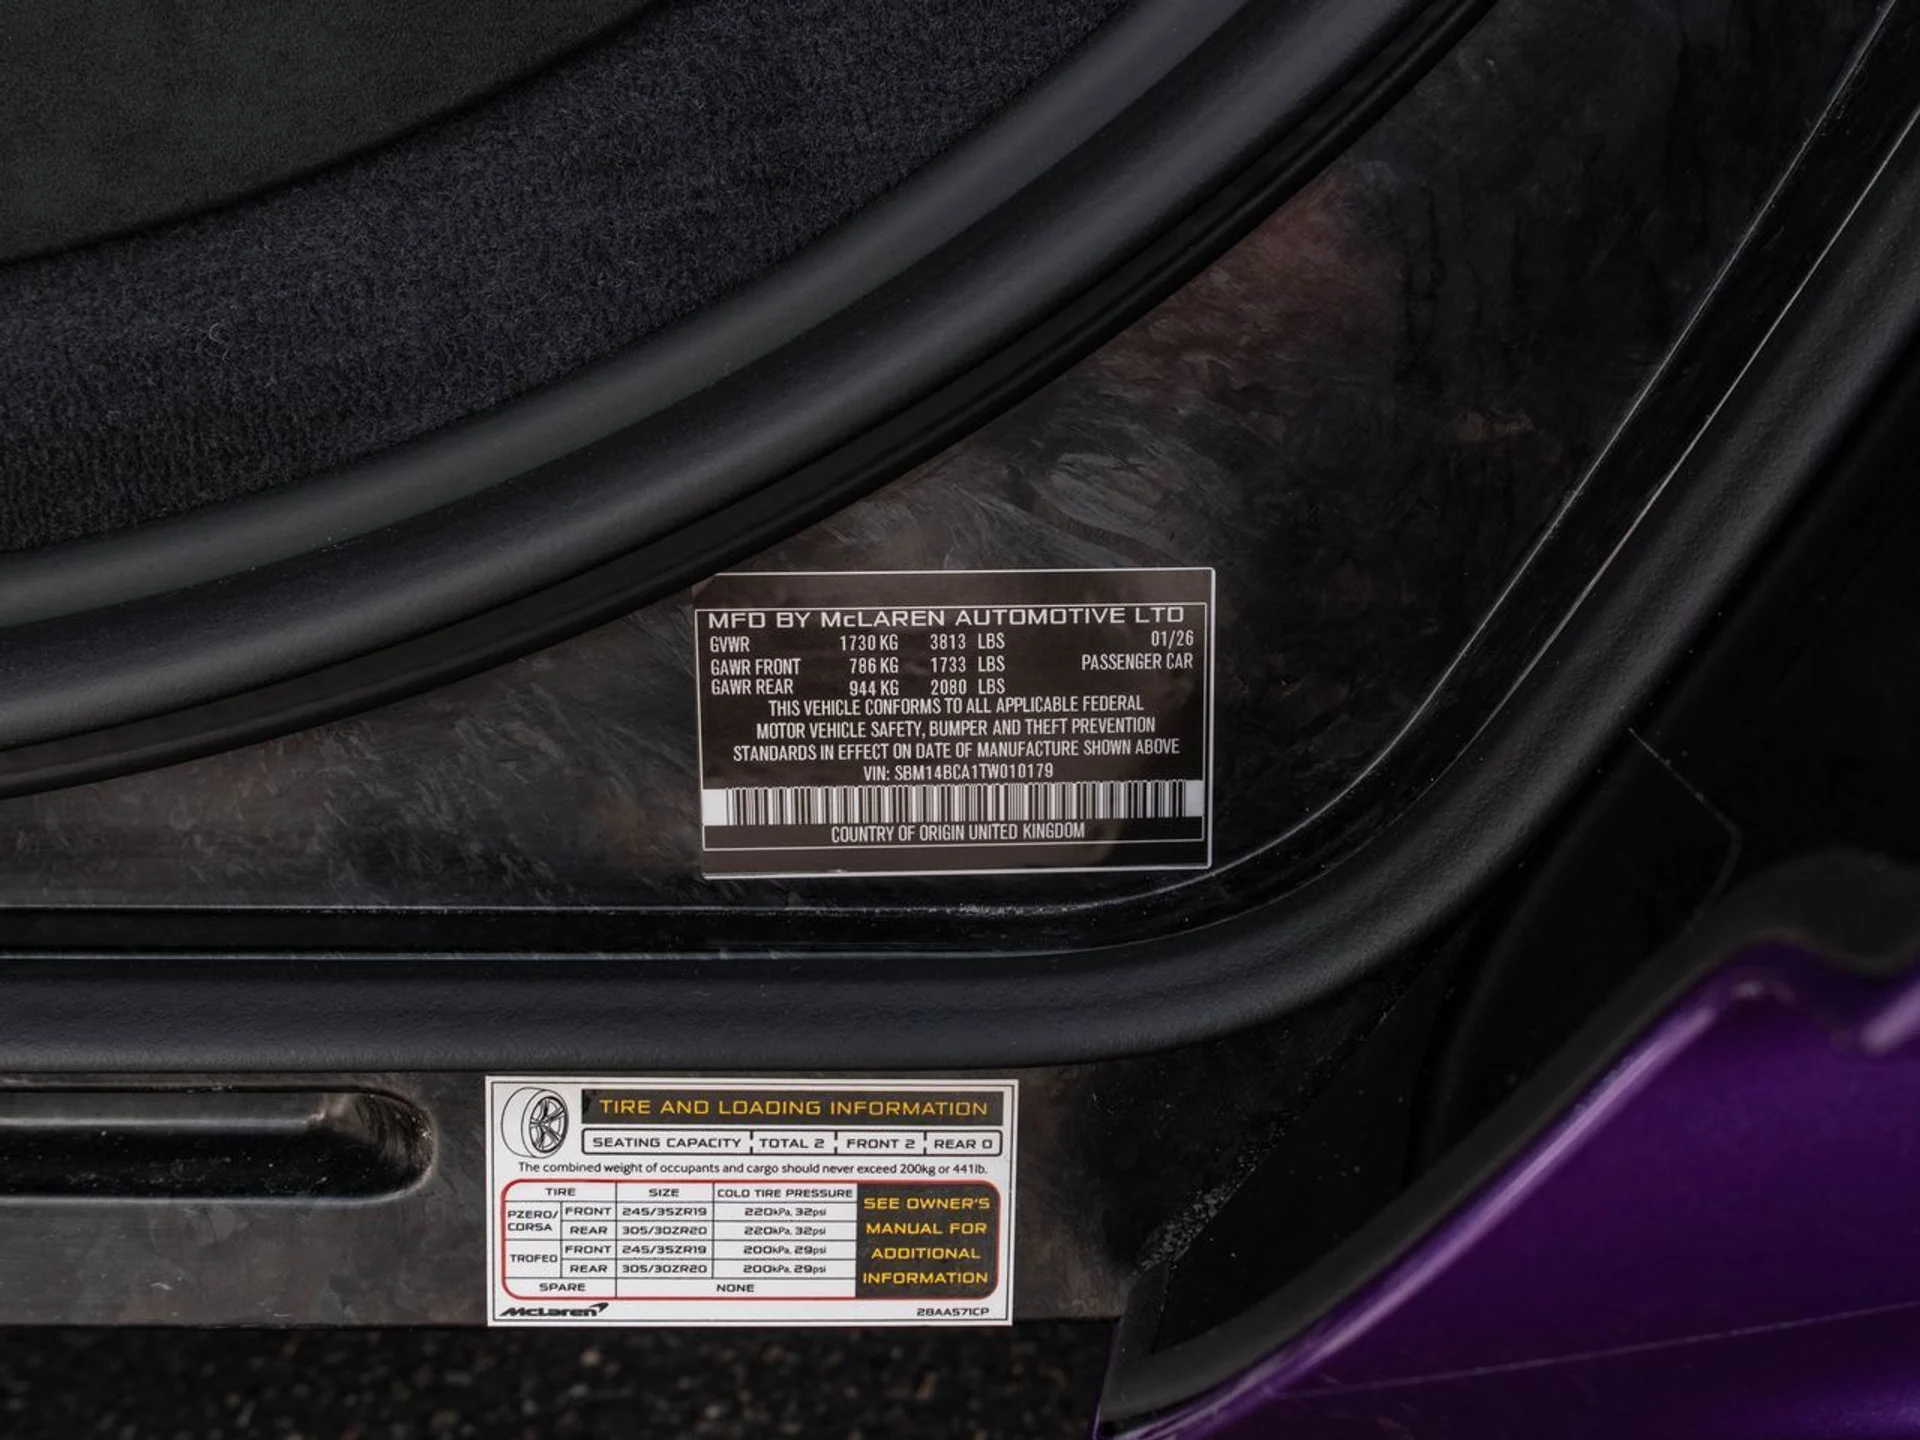 MFD BY McLAREN AUTOMOTIVE LTD
GVWR 1730 KG 3813 LBS 01/26
GAWR FRONT 786 KG 1733 LBS PASSENGER CAR
GAWR REAR 944 KG 2080 LBS
THIS VEHICLE CONFORMS TO ALL APPLICABLE FEDERAL
MOTOR VEHICLE SAFETY, BUMPER AND THEFT PREVENTION
STANDARDS IN EFFECT ON DATE OF MANUFACTURE SHOWN ABOVE
VIN: SBM14BCA1TW010179
COUNTRY OF ORIGIN UNITED KINGDOM
TIRE AND LOADING INFORMATION
SEATING CAPACITY TOTAL 2 FRONT 2 REAR 0
The combined weight of occupants and cargo should never exceed 200kg or 441lb.
TIRE SIZE COLD TIRE PRESSURE
PZERO/CORSA FRONT 245/35ZR19 220kPa, 32psi
REAR 305/30ZR20 220kPa, 32psi
TROFEO FRONT 245/35ZR19 200kPa, 29psi
REAR 305/30ZR20 200kPa, 29psi
SPARE NONE
SEE OWNER'S
MANUAL FOR
ADDITIONAL
INFORMATION
McLaren 28AA571CP